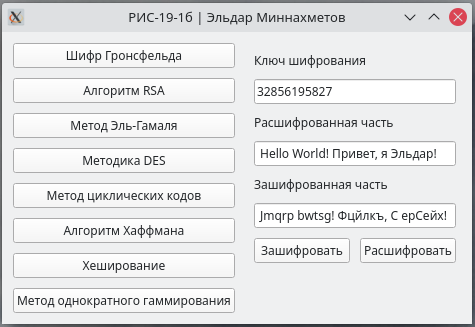 РИС-19-1б | Эльдар Миннахметов
Шифр Гронсфельда
Алгоритм RSA
Метод Эль-Гамаля
Методика DES
Метод циклических кодов
Алгоритм Хаффмана
Хеширование
Метод однократного гаммирования
Ключ шифрования
32856195827
Расшифрованная часть
Hello World! Привет, я Эльдар!
Зашифрованная часть
Jmqrp bwtsg! Фцйлкъ, С ерСейх!
Зашифровать
Расшифровать